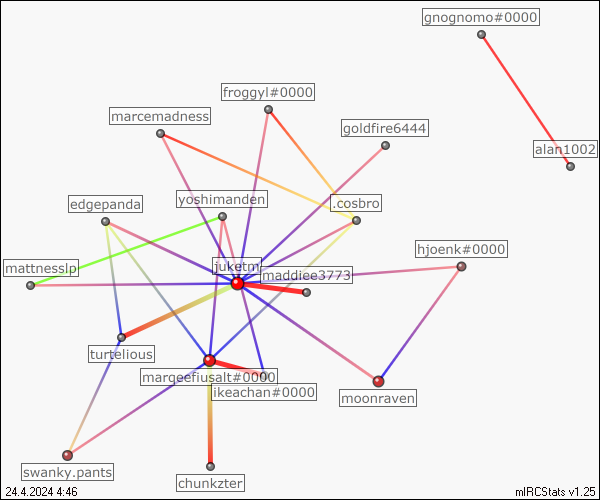 gnognomo#0000
froggyl#0000
marcemadness
goldfire6444
alan1002
edgepanda
yoshimanden
.cosbro
hjoenk#0000
mattnesslp
juketm
maddiee3773
turtelious
margeefiusalt#0000
ikeachan#0000
moonraven
swanky.pants
chunkzter
24.4.2024 4:46
mIRCStats v1.25